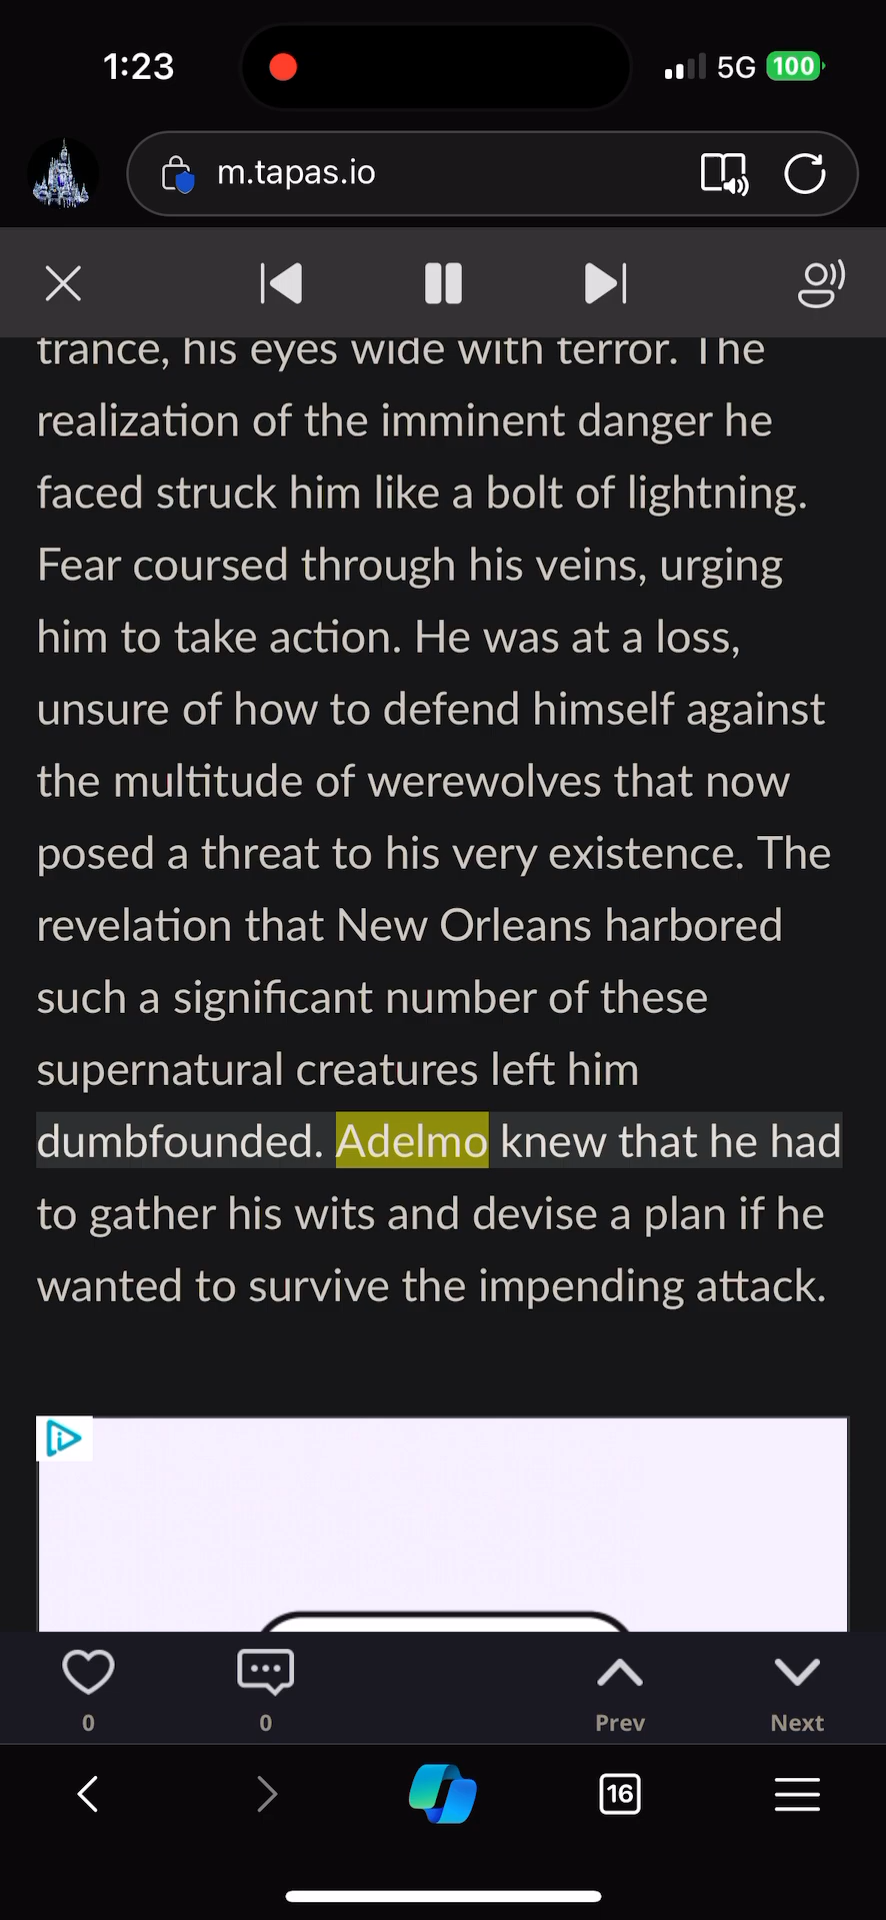 1:23
5G
100
m.tapas.io
trance, his eyes wide with terror. The
realization of the imminent danger he
faced struck him like a bolt of lightning.
Fear coursed through his veins, urging
him to take action. He was at a loss,
unsure of how to defend himself against
the multitude of werewolves that now
posed a threat to his very existence. The
revelation that New Orleans harbored
such a significant number of these
supernatural creatures left him
dumbfounded. Adelmo knew that he had
to gather his wits and devise a plan if he
wanted to survive the impending attack.
0
0
Prev
Next
16